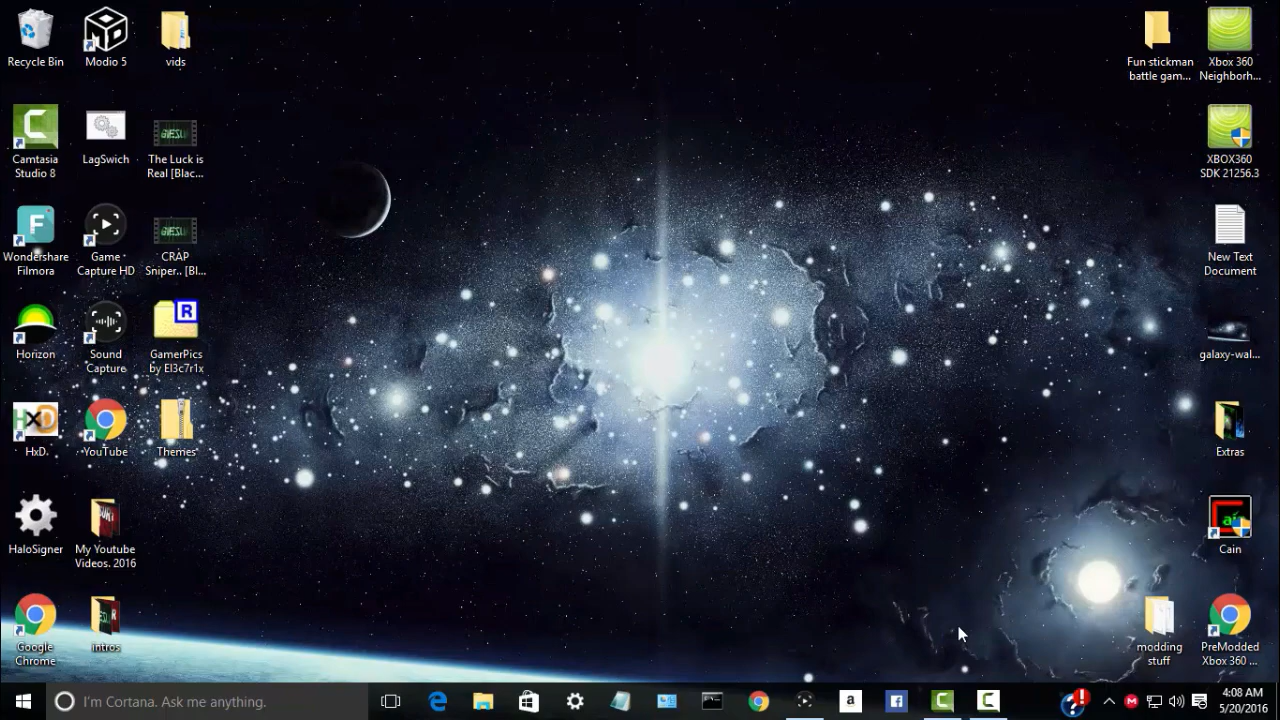 Recycle Bin
Modio 5
vids
Fun stickman
battle gam...
Xbox 360
Neighborh...
Camtasia
Studio 8
LagSwich
The Luck is
Real [Blac...
XBOX360
SDK 21256.3
Wondershare
Filmora
Game
Capture HD
CRAP
Sniper.. [Bl...
New Text
Document
Horizon
Sound
Capture
GamerPics
by El3c7r1x
galaxy-wal...
HxD
YouTube
Themes
Extras
HaloSigner
My Youtube
Videos. 2016
Cain
Google
Chrome
intros
modding
stuff
PreModded
Xbox 360 ...
I'm Cortana. Ask me anything.
4:08 AM
5/20/2016